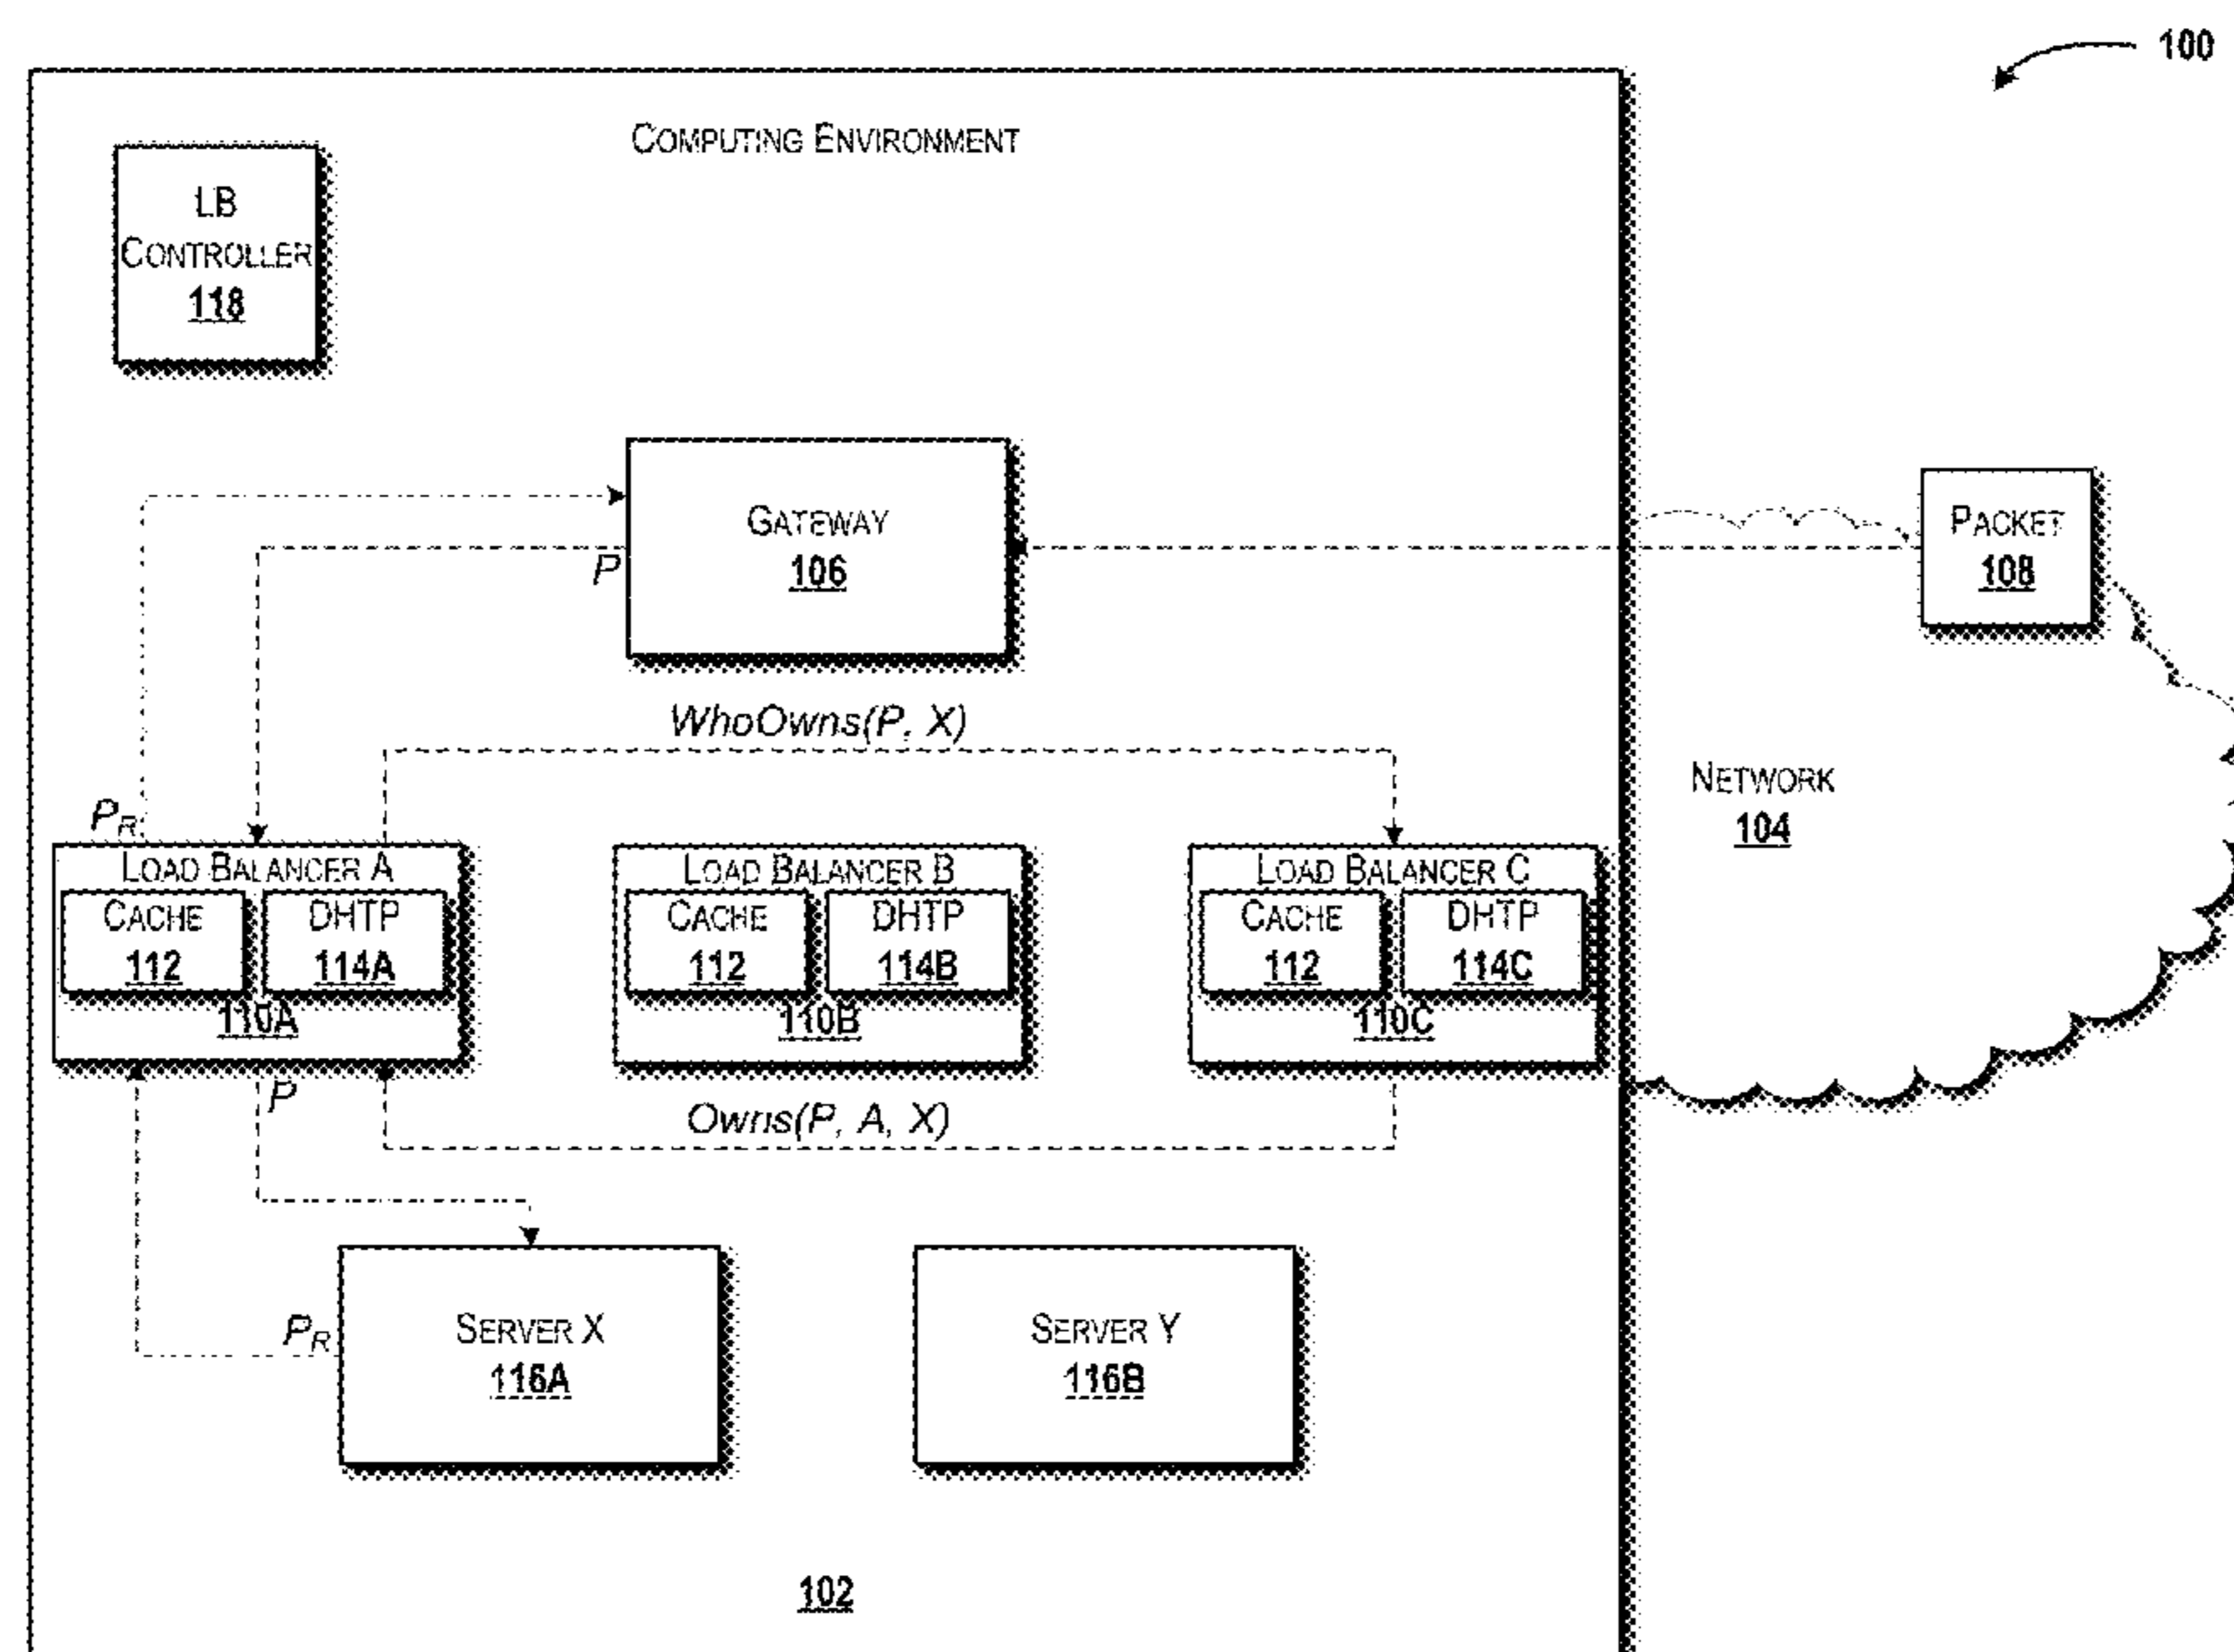 100
COMPUTING ENVIRONMENT
LB
CONTROLLER
118
GATEWAY
106
P
PACKET
108
WhoOwns(P, X)
NETWORK
104
PR
LOAD BALANCER A
CACHE
112
DHTP
114A
110A
LOAD BALANCER B
CACHE
112
DHTP
114B
110B
LOAD BALANCER C
CACHE
112
DHTP
114C
110C
P
Owns(P, A, X)
PR
SERVER X
116A
SERVER Y
116B
102